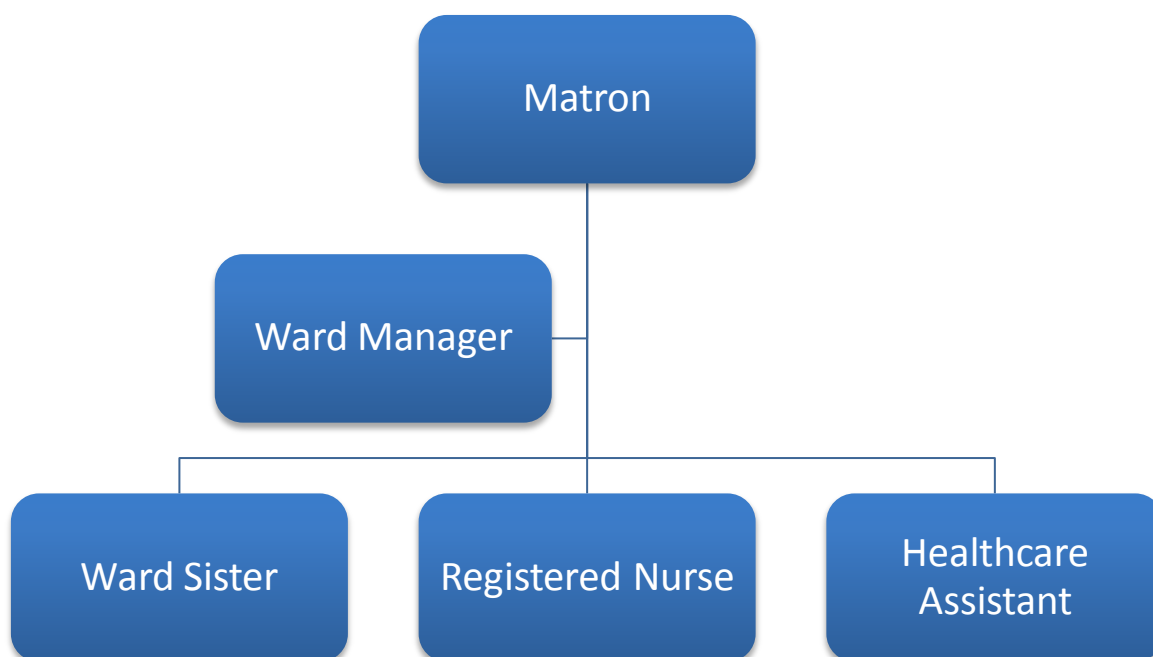 Matron
Ward Manager
Ward Sister
Registered Nurse
Healthcare
Assistant